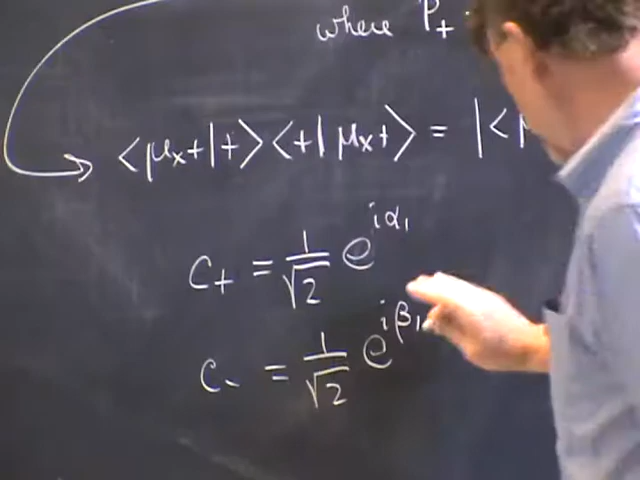 where P₊
<μₓ+|+><+|μₓ+> = |<μ
C₊ = 1/√2 e^{iα₁}
C₋ = 1/√2 e^{iβ₁}